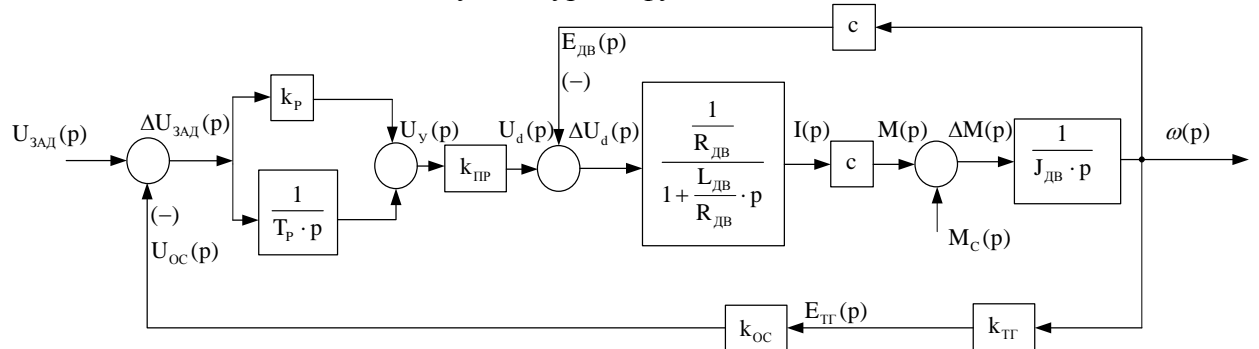 c
E_ДВ(p)
(−)
k_P
U_ЗАД(p)
ΔU_ЗАД(p)
U_У(p)
k_ПР
U_d(p)
ΔU_d(p)
1/R_ДВ
1 + L_ДВ/R_ДВ · p
I(p)
c
M(p)
ΔM(p)
1
J_ДВ · p
ω(p)
1
T_P · p
(−)
U_ОС(p)
M_C(p)
k_ОС
E_ТГ(p)
k_ТГ